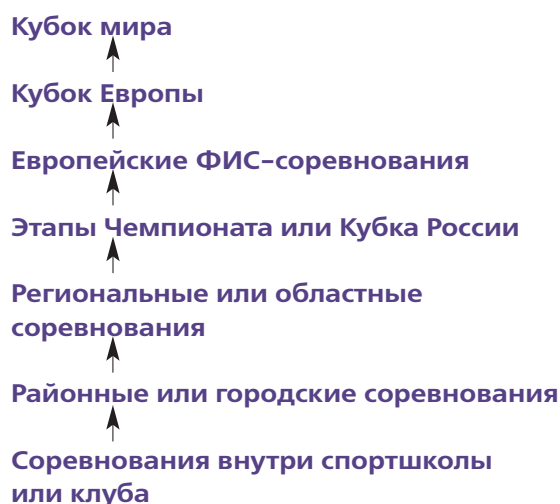 Кубок мира
Кубок Европы
Европейские ФИС-соревнования
Этапы Чемпионата или Кубка России
Региональные или областные
соревнования
Районные или городские соревнования
Соревнования внутри спортшколы
или клуба